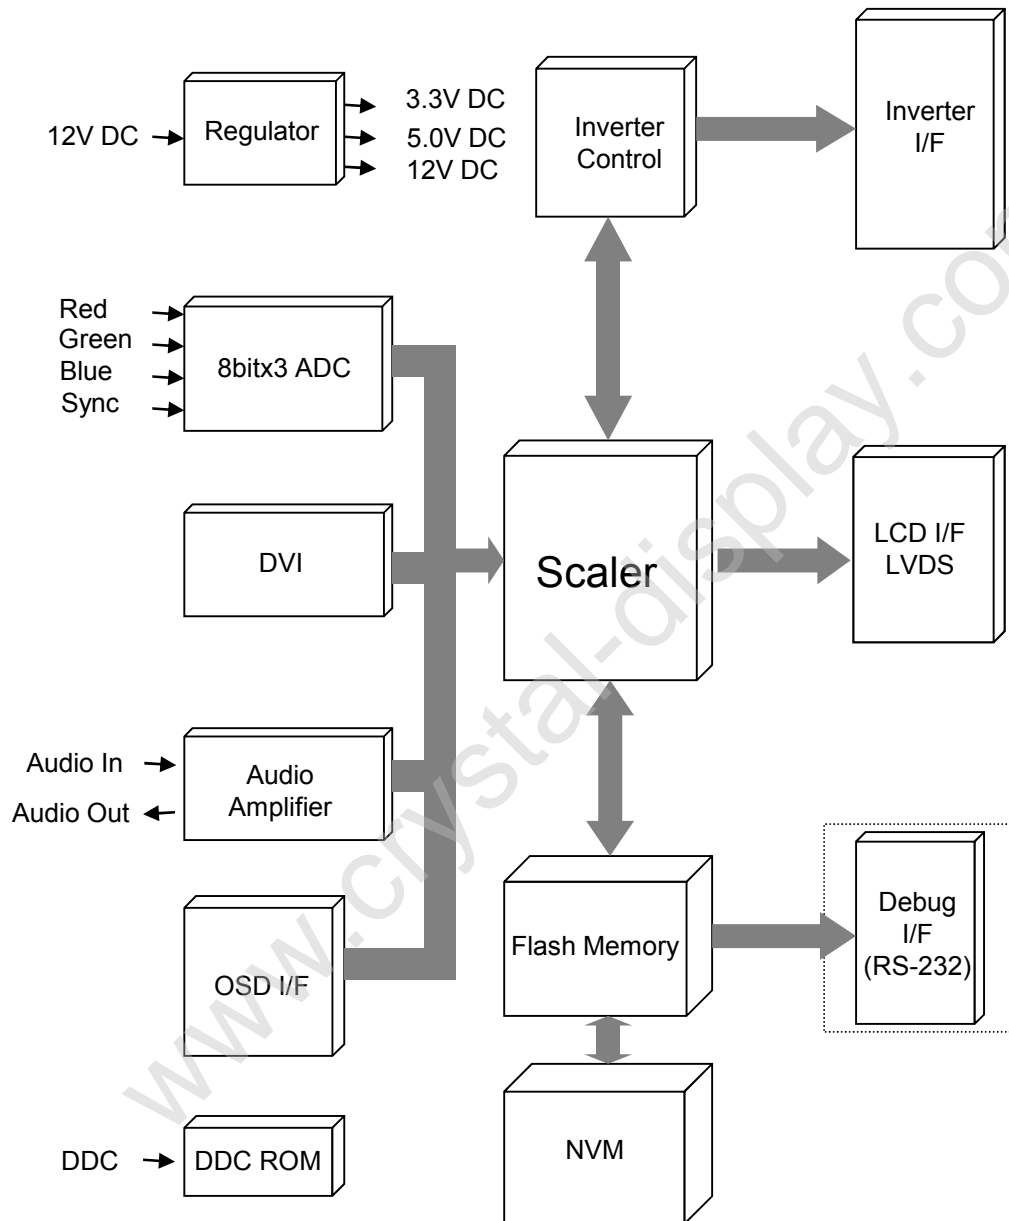 12V DC
Regulator
3.3V DC
5.0V DC
12V DC
Inverter
Control
Inverter
I/F
Red
Green
Blue
Sync
8bitx3 ADC
DVI
Scaler
LCD I/F
LVDS
Audio In
Audio Out
Audio
Amplifier
OSD I/F
Flash Memory
Debug
I/F
(RS-232)
DDC
DDC ROM
NVM
www.crystal-display.com